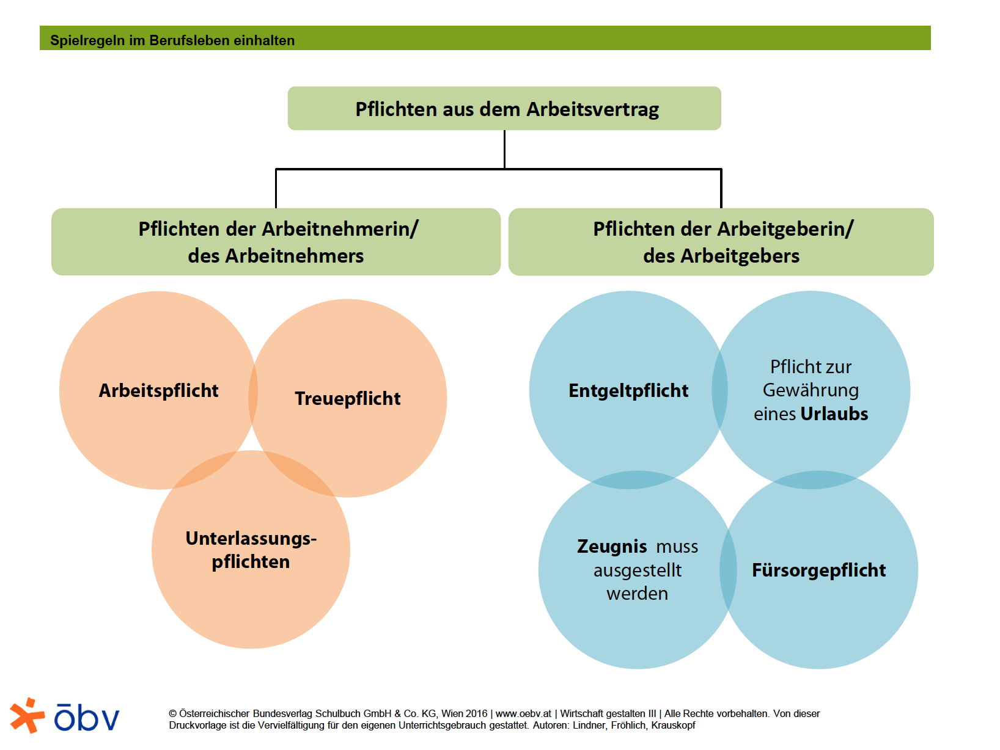 Spielregeln im Berufsleben einhalten
Pflichten aus dem Arbeitsvertrag
Pflichten der Arbeitnehmerin/
des Arbeitnehmers
Pflichten der Arbeitgeberin/
des Arbeitgebers
Arbeitspflicht
Treuepflicht
Unterlassungs-
pflichten
Entgeltpflicht
Pflicht zur
Gewährung
eines Urlaubs
Zeugnis muss
ausgestellt
werden
Fürsorgepflicht
ōbv
© Österreichischer Bundesverlag Schulbuch GmbH & Co. KG, Wien 2016 | www.oebv.at | Wirtschaft gestalten III | Alle Rechte vorbehalten. Von dieser
Druckvorlage ist die Vervielfältigung für den eigenen Unterrichtsgebrauch gestattet. Autoren: Lindner, Fröhlich, Krauskopf